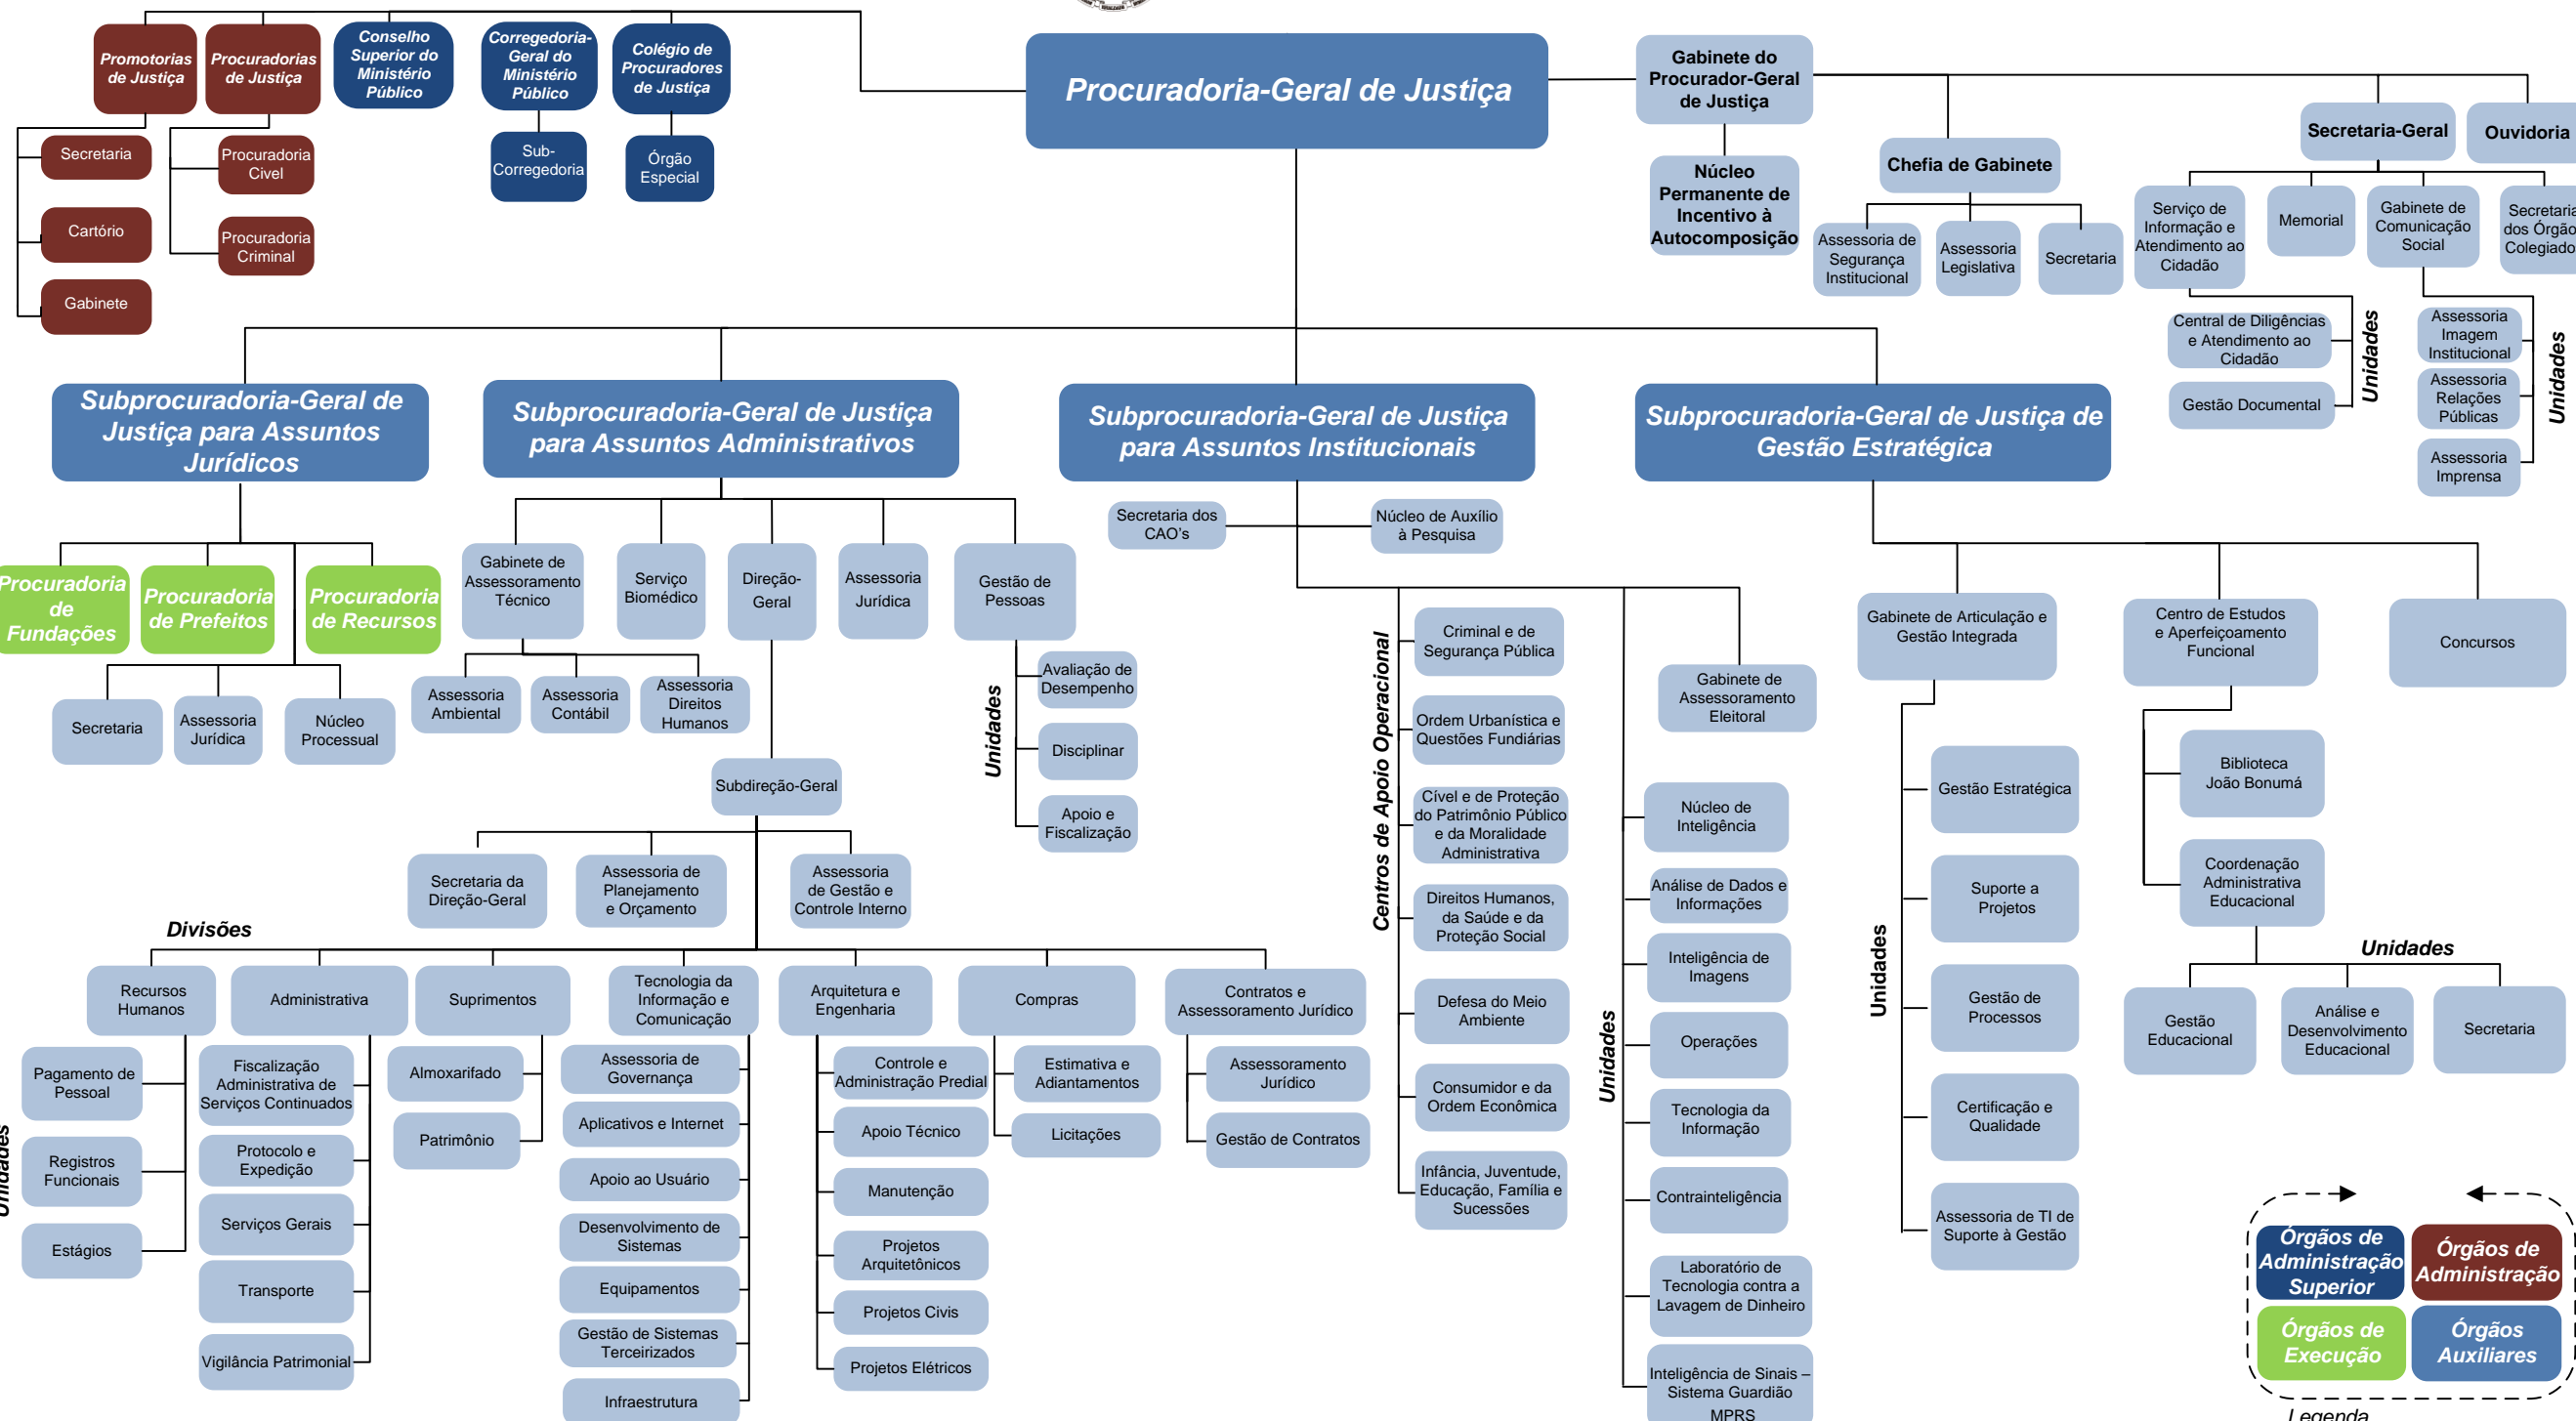 Promotorias
de Justiça
Procuradorias
de Justiça
Conselho
Superior do
Ministério
Público
Corregedoria-
Geral do
Ministério
Público
Colégio de
Procuradores
de Justiça
Procuradoria-Geral de Justiça
Gabinete do
Procurador-Geral
de Justiça
Secretaria-Geral
Ouvidoria
Secretaria
Cartório
Gabinete
Procuradoria
Civel
Procuradoria
Criminal
Sub-
Corregedoria
Órgão
Especial
Núcleo
Permanente de
Incentivo à
Autocomposição
Chefia de Gabinete
Assessoria de
Segurança
Institucional
Assessoria
Legislativa
Secretaria
Serviço de
Informação e
Atendimento ao
Cidadão
Memorial
Gabinete de
Comunicação
Social
Secretaria
dos Órgão
Colegiado
Central de Diligências
e Atendimento ao
Cidadão
Gestão Documental
Unidades
Assessoria
Imagem
Institucional
Assessoria
Relações
Públicas
Assessoria
Imprensa
Unidades
Subprocuradoria-Geral de
Justiça para Assuntos
Jurídicos
Subprocuradoria-Geral de Justiça
para Assuntos Administrativos
Subprocuradoria-Geral de Justiça
para Assuntos Institucionais
Subprocuradoria-Geral de Justiça de
Gestão Estratégica
Procuradoria
de
Fundações
Procuradoria
de Prefeitos
Procuradoria
de Recursos
Secretaria
Assessoria
Jurídica
Núcleo
Processual
Gabinete de
Assessoramento
Técnico
Serviço
Biomédico
Direção-
Geral
Assessoria
Jurídica
Gestão de
Pessoas
Assessoria
Ambiental
Assessoria
Contábil
Assessoria
Direitos
Humanos
Unidades
Avaliação de
Desempenho
Disciplinar
Apoio e
Fiscalização
Subdireção-Geral
Secretaria da
Direção-Geral
Assessoria de
Planejamento
e Orçamento
Assessoria
de Gestão e
Controle Interno
Divisões
Recursos
Humanos
Administrativa
Suprimentos
Tecnologia da
Informação e
Comunicação
Arquitetura e
Engenharia
Compras
Contratos e
Assessoramento Jurídico
Unidades
Pagamento de
Pessoal
Registros
Funcionais
Estágios
Fiscalização
Administrativa de
Serviços Continuados
Protocolo e
Expedição
Serviços Gerais
Transporte
Vigilância Patrimonial
Almoxarifado
Patrimônio
Assessoria de
Governança
Aplicativos e Internet
Apoio ao Usuário
Desenvolvimento de
Sistemas
Equipamentos
Gestão de Sistemas
Terceirizados
Infraestrutura
Controle e
Administração Predial
Apoio Técnico
Manutenção
Projetos
Arquitetônicos
Projetos Civis
Projetos Elétricos
Estimativa e
Adiantamentos
Licitações
Assessoramento
Jurídico
Gestão de Contratos
Secretaria dos
CAO's
Núcleo de Auxílio
à Pesquisa
Centros de Apoio Operacional
Criminal e de
Segurança Pública
Ordem Urbanística e
Questões Fundiárias
Cível e de Proteção
do Patrimônio Público
e da Moralidade
Administrativa
Direitos Humanos,
da Saúde e da
Proteção Social
Defesa do Meio
Ambiente
Consumidor e da
Ordem Econômica
Infância, Juventude,
Educação, Família e
Sucessões
Gabinete de
Assessoramento
Eleitoral
Unidades
Núcleo de
Inteligência
Análise de Dados e
Informações
Inteligência de
Imagens
Operações
Tecnologia da
Informação
Contrainteligência
Laboratório de
Tecnologia contra a
Lavagem de Dinheiro
Inteligência de Sinais –
Sistema Guardião
MPRS
Gabinete de Articulação e
Gestão Integrada
Centro de Estudos
e Aperfeiçoamento
Funcional
Concursos
Unidades
Gestão Estratégica
Suporte a
Projetos
Gestão de
Processos
Certificação e
Qualidade
Assessoria de TI de
Suporte à Gestão
Biblioteca
João Bonumá
Coordenação
Administrativa
Educacional
Unidades
Gestão
Educacional
Análise e
Desenvolvimento
Educacional
Secretaria
Órgãos de
Administração
Superior
Órgãos de
Administração
Órgãos de
Execução
Órgãos
Auxiliares
Legenda